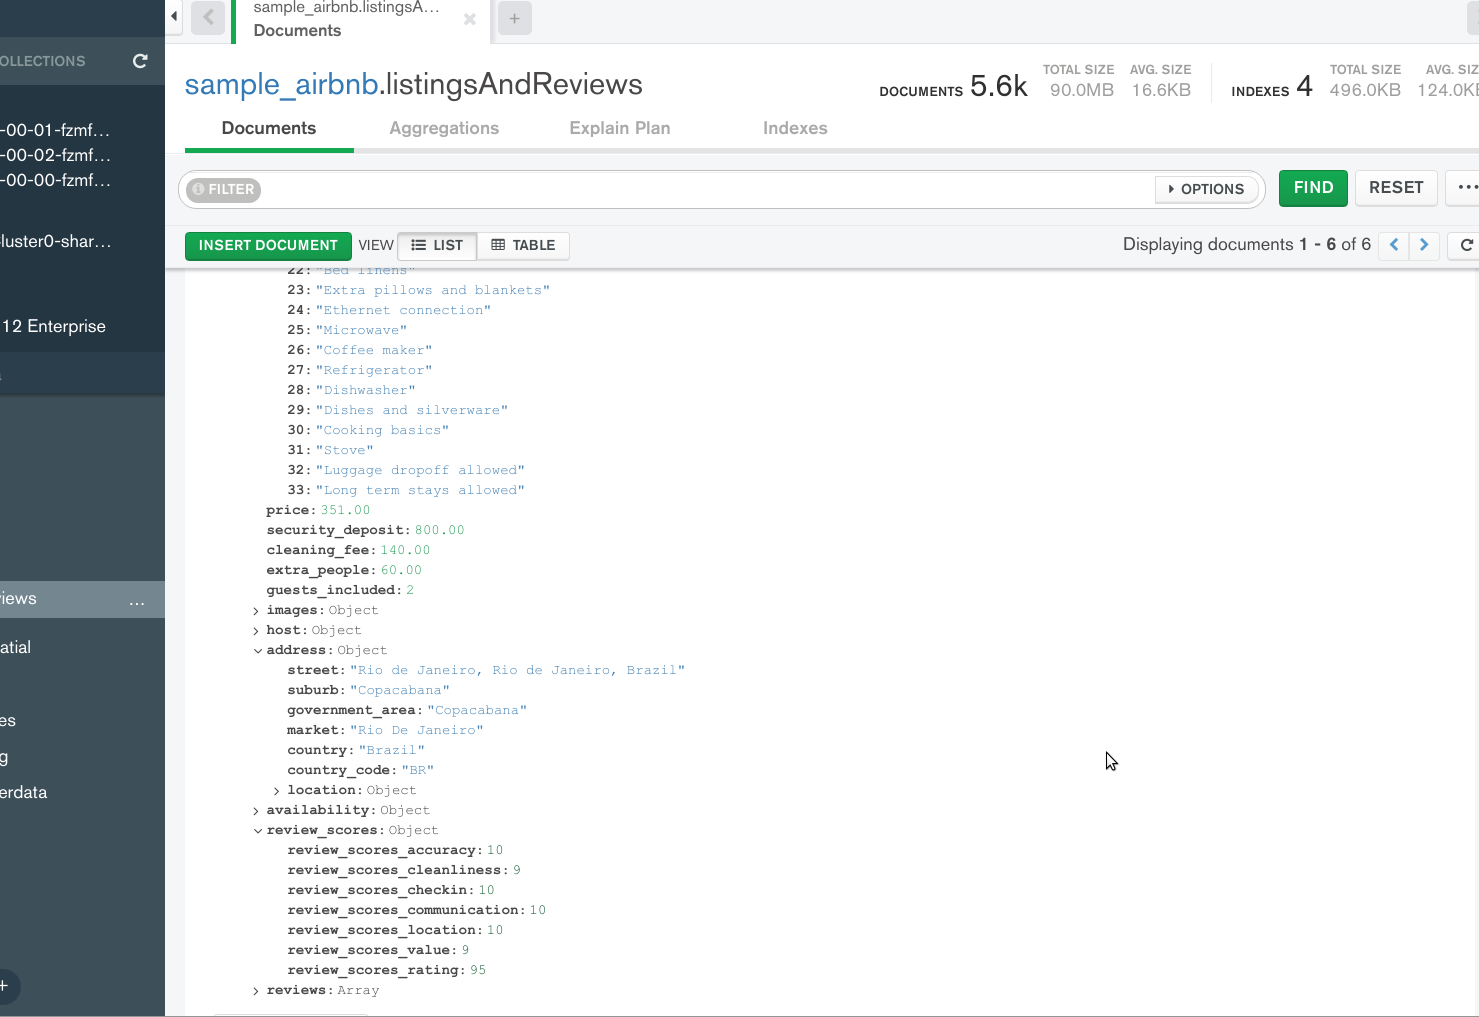 sample_airbnb.listingsA...
Documents
OLLECTIONS
-00-01-fzmf...
-00-02-fzmf...
-00-00-fzmf...
luster0-shar...
12 Enterprise
iews
...
atial
es
g
erdata
sample_airbnb.listingsAndReviews
DOCUMENTS 5.6k
TOTAL SIZE
90.0MB
AVG. SIZE
16.6KB
INDEXES 4
TOTAL SIZE
496.0KB
AVG. SIZ
124.0KE
Documents
Aggregations
Explain Plan
Indexes
FILTER
OPTIONS
FIND
RESET
INSERT DOCUMENT
VIEW
LIST
TABLE
Displaying documents 1 - 6 of 6
22: "Bed linens"
23: "Extra pillows and blankets"
24: "Ethernet connection"
25: "Microwave"
26: "Coffee maker"
27: "Refrigerator"
28: "Dishwasher"
29: "Dishes and silverware"
30: "Cooking basics"
31: "Stove"
32: "Luggage dropoff allowed"
33: "Long term stays allowed"
price: 351.00
security_deposit: 800.00
cleaning_fee: 140.00
extra_people: 60.00
guests_included: 2
images: Object
host: Object
address: Object
street: "Rio de Janeiro, Rio de Janeiro, Brazil"
suburb: "Copacabana"
government_area: "Copacabana"
market: "Rio De Janeiro"
country: "Brazil"
country_code: "BR"
location: Object
availability: Object
review_scores: Object
review_scores_accuracy: 10
review_scores_cleanliness: 9
review_scores_checkin: 10
review_scores_communication: 10
review_scores_location: 10
review_scores_value: 9
review_scores_rating: 95
reviews: Array